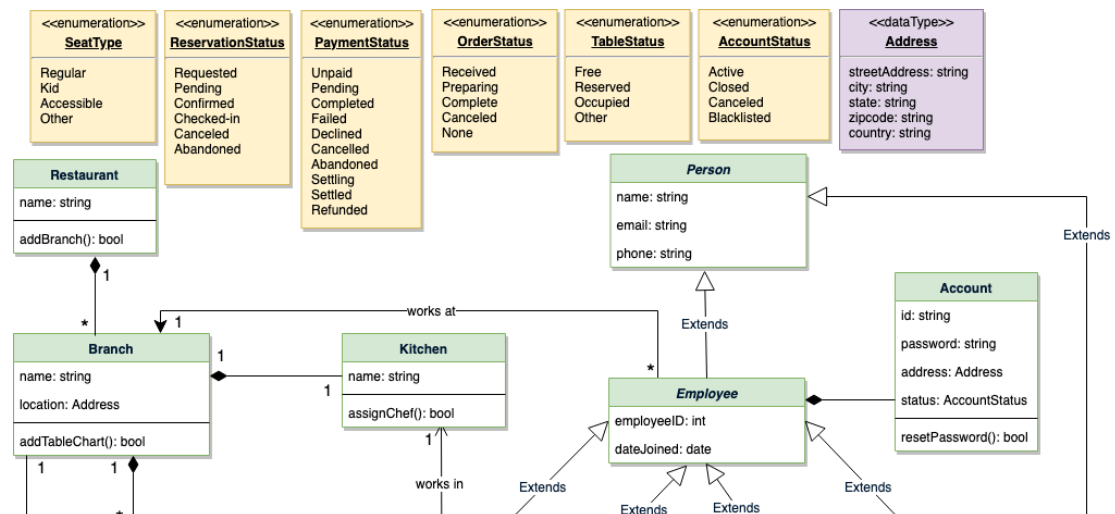 <<enumeration>>
SeatType
Regular
Kid
Accessible
Other
<<enumeration>>
ReservationStatus
Requested
Pending
Confirmed
Checked-in
Canceled
Abandoned
<<enumeration>>
PaymentStatus
Unpaid
Pending
Completed
Failed
Declined
Cancelled
Abandoned
Settling
Settled
Refunded
<<enumeration>>
OrderStatus
Received
Preparing
Complete
Canceled
None
<<enumeration>>
TableStatus
Free
Reserved
Occupied
Other
<<enumeration>>
AccountStatus
Active
Closed
Canceled
Blacklisted
<<dataType>>
Address
streetAddress: string
city: string
state: string
zipcode: string
country: string
Restaurant
name: string
addBranch(): bool
1
*
Person
name: string
email: string
phone: string
Extends
Extends
Account
id: string
password: string
address: Address
status: AccountStatus
resetPassword(): bool
works at
1
*
Branch
name: string
location: Address
addTableChart(): bool
1
1
Kitchen
name: string
assignChef(): bool
1
works in
Employee
employeeID: int
dateJoined: date
1
1
*
Extends
Extends
Extends
Extends